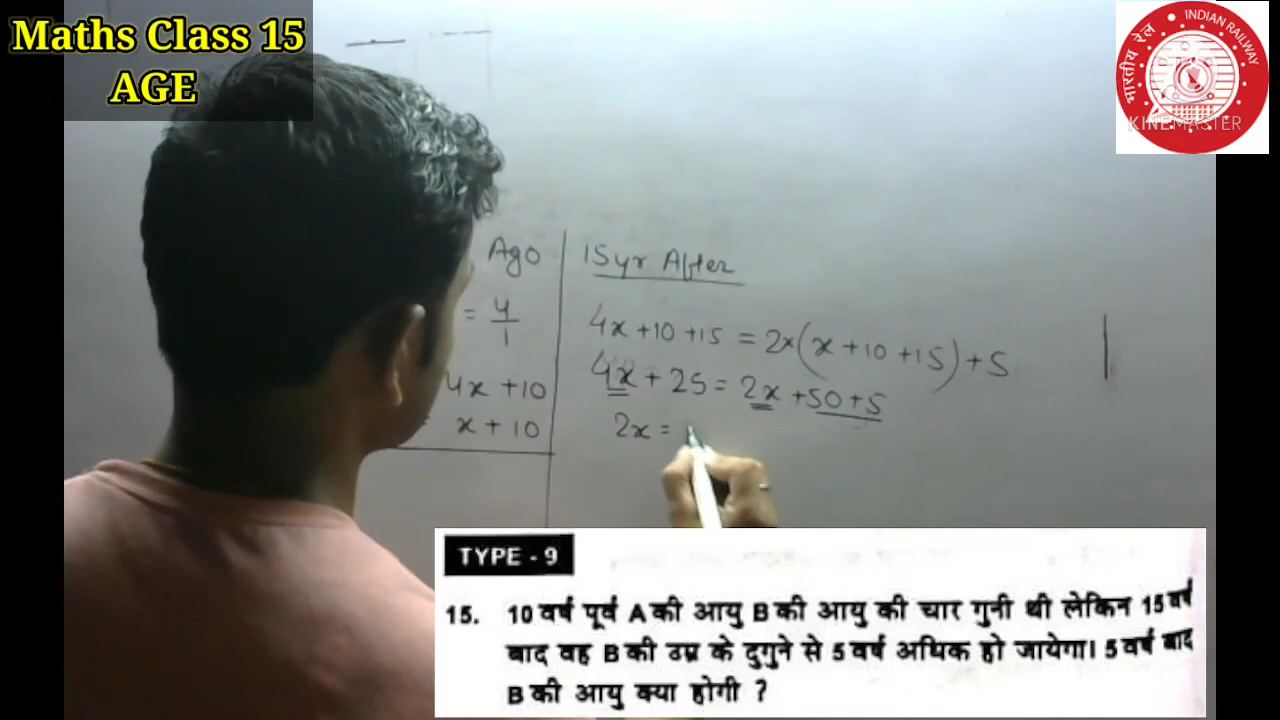 Maths Class 15
AGE
भारतीय रेल INDIAN RAILWAY
KINEMASTER
Ago
= 4/1
4x +10
x + 10
15yr After
4x +10 +15 = 2×(x +10 +15)+5
4x + 25 = 2x +50+5
2x =
TYPE - 9
15. 10 वर्ष पूर्व A की आयु B की आयु की चार गुनी थी लेकिन 15 वर्ष
बाद वह B की उम्र के दुगुने से 5 वर्ष अधिक हो जायेगा। 5 वर्ष बाद
B की आयु क्या होगी ?